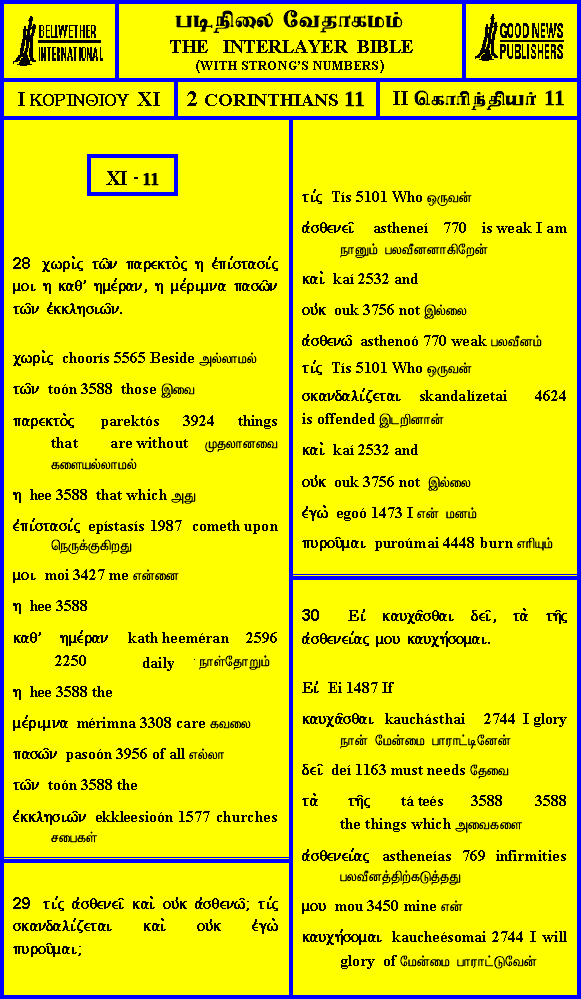 BELLWETHER
INTERNATIONAL
படிநிலை வேதாகமம்
THE INTERLAYER BIBLE
(WITH STRONG'S NUMBERS)
GOOD NEWS
PUBLISHERS
I ΚΟΡΙΝΘΙΟΥ XI
2 CORINTHIANS 11
II கொரிந்தியர் 11
XI - 11
28 χωρὶς τῶν παρεκτὸς η ἐπίστασίς
μοι η καθ' ημέραν, η μέριμνα πασῶν
τῶν ἐκκλησιῶν.
χωρὶς choorís 5565 Beside அல்லாமல்
τῶν toón 3588 those இவை
παρεκτὸς parektós 3924 things
that are without முதலானவை
களையல்லாமல்
η hee 3588 that which அது
ἐπίστασίς epístasís 1987 cometh upon
நெருக்குகிறது
μοι moi 3427 me என்னை
η hee 3588
καθ' ημέραν kath heeméran 2596
2250 daily நாள்தோறும்
η hee 3588 the
μέριμνα mérimna 3308 care கவலை
πασῶν pasoón 3956 of all எல்லா
τῶν toón 3588 the
ἐκκλησιῶν ekkleesioón 1577 churches
சபைகள்
29 τίς ἀσθενεῖ καὶ οὐκ ἀσθενῶ; τίς
σκανδαλίζεται καὶ οὐκ ἐγὼ
πυροῦμαι;
τίς Tís 5101 Who ஒருவன்
ἀσθενεῖ astheneí 770 is weak I am
நானும் பலவீனனாகிறேன்
καὶ kaí 2532 and
οὐκ ouk 3756 not இல்லை
ἀσθενῶ asthenoó 770 weak பலவீனம்
τίς Tís 5101 Who ஒருவன்
σκανδαλίζεται skandalízetai 4624
is offended இடறினான்
καὶ kaí 2532 and
οὐκ ouk 3756 not இல்லை
ἐγὼ egoó 1473 I என் மனம்
πυροῦμαι puroúmai 4448 burn எரியும்
30 Εἰ καυχᾶσθαι δεῖ, τὰ τῆς
ἀσθενείας μου καυχήσομαι.
Εἰ Ei 1487 If
καυχᾶσθαι kauchásthai 2744 I glory
நான் மேன்மை பாராட்டினேன்
δεῖ deí 1163 must needs தேவை
τὰ τῆς tá teés 3588 3588
the things which அவைகளை
ἀσθενείας astheneías 769 infirmities
பலவீனத்திற்கடுத்தது
μου mou 3450 mine என்
καυχήσομαι kaucheésomai 2744 I will
glory of மேன்மை பாராட்டுவேன்